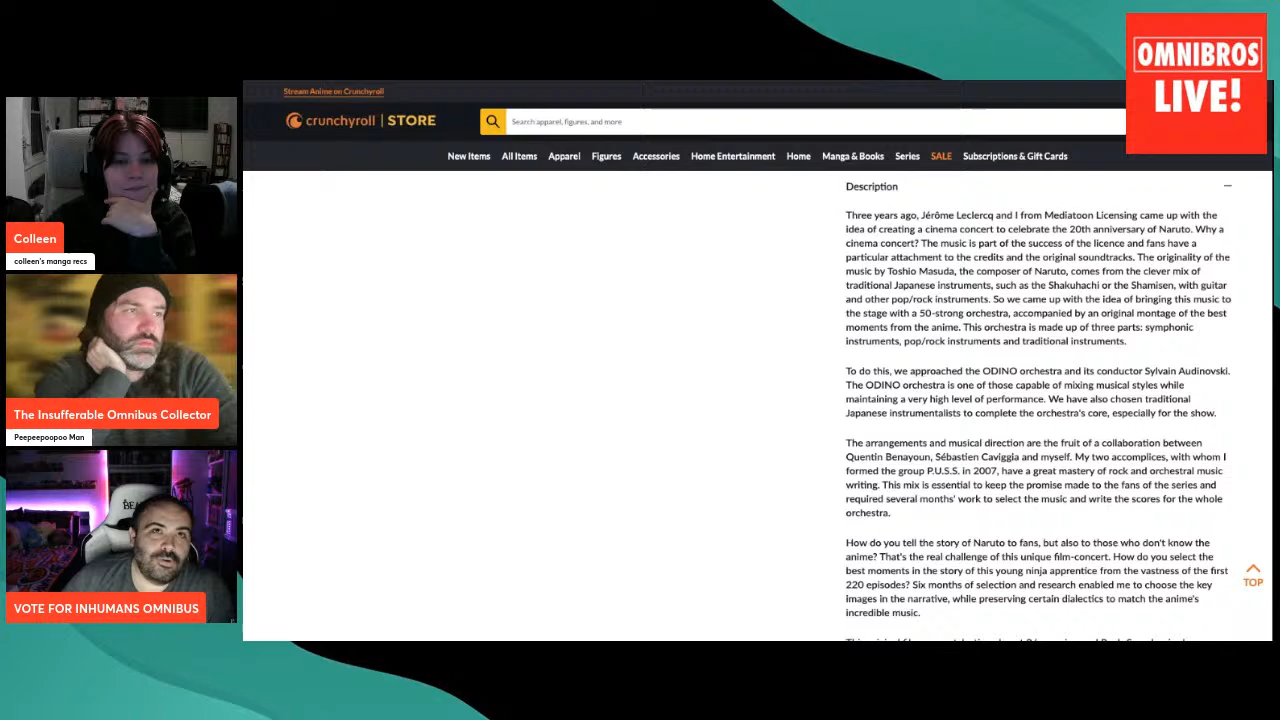 OMNIBROS
LIVE!
Stream Anime on Crunchyroll
crunchyroll | STORE
Search apparel, figures, and more
New Items All Items Apparel Figures Accessories Home Entertainment Home Manga & Books Series SALE Subscriptions & Gift Cards
Description
Three years ago, Jérôme Leclercq and I from Mediatoon Licensing came up with the
idea of creating a cinema concert to celebrate the 20th anniversary of Naruto. Why a
cinema concert? The music is part of the success of the licence and fans have a
particular attachment to the credits and the original soundtracks. The originality of the
music by Toshio Masuda, the composer of Naruto, comes from the clever mix of
traditional Japanese instruments, such as the Shakuhachi or the Shamisen, with guitar
and other pop/rock instruments. So we came up with the idea of bringing this music to
the stage with a 50-strong orchestra, accompanied by an original montage of the best
moments from the anime. This orchestra is made up of three parts: symphonic
instruments, pop/rock instruments and traditional instruments.
To do this, we approached the ODINO orchestra and its conductor Sylvain Audinovski.
The ODINO orchestra is one of those capable of mixing musical styles while
maintaining a very high level of performance. We have also chosen traditional
Japanese instrumentalists to complete the orchestra's core, especially for the show.
The arrangements and musical direction are the fruit of a collaboration between
Quentin Benayoun, Sébastien Caviggia and myself. My two accomplices, with whom I
formed the group P.U.S.S. in 2007, have a great mastery of rock and orchestral music
writing. This mix is essential to keep the promise made to the fans of the series and
required several months' work to select the music and write the scores for the whole
orchestra.
How do you tell the story of Naruto to fans, but also to those who don't know the
anime? That's the real challenge of this unique film-concert. How do you select the
best moments in the story of this young ninja apprentice from the vastness of the first
220 episodes? Six months of selection and research enabled me to choose the key
images in the narrative, while preserving certain dialectics to match the anime's
incredible music.
TOP
Colleen
colleen's manga recs
The Insufferable Omnibus Collector
Peepeepoopoo Man
VOTE FOR INHUMANS OMNIBUS